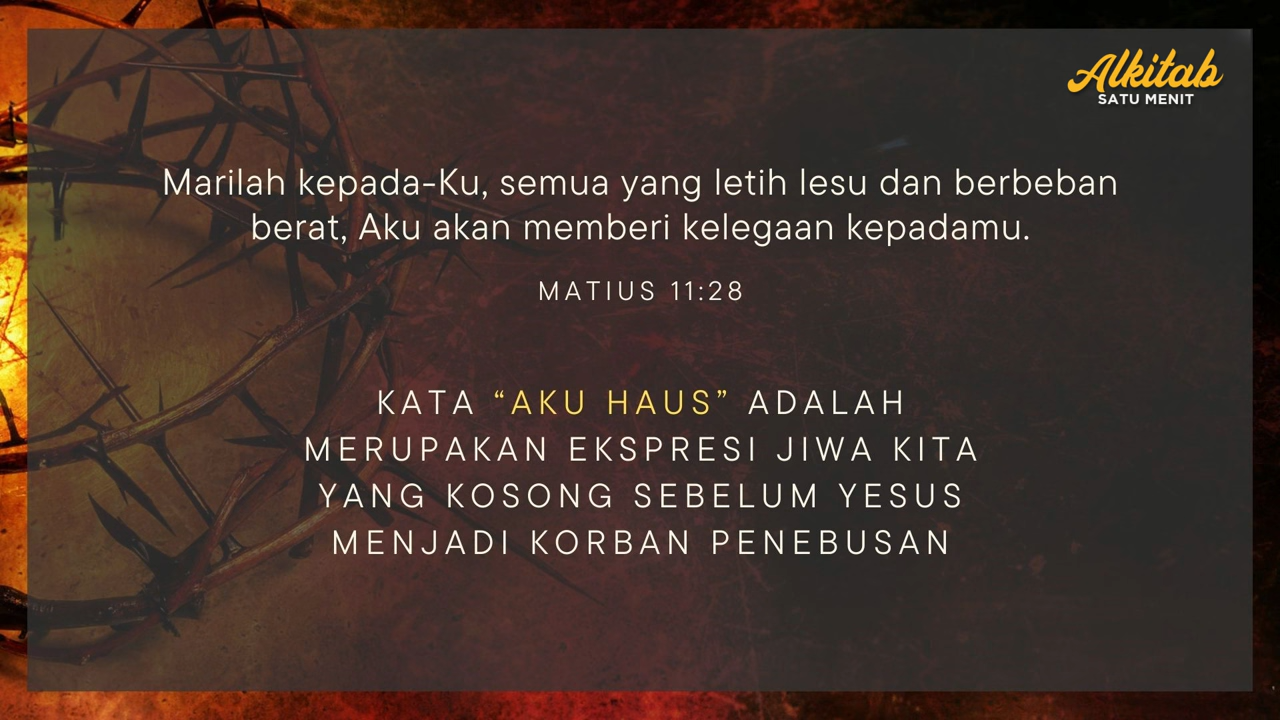 Alkitab
SATU MENIT
Marilah kepada-Ku, semua yang letih lesu dan berbeban
berat, Aku akan memberi kelegaan kepadamu.
MATIUS 11:28
KATA “AKU HAUS” ADALAH
MERUPAKAN EKSPRESI JIWA KITA
YANG KOSONG SEBELUM YESUS
MENJADI KORBAN PENEBUSAN